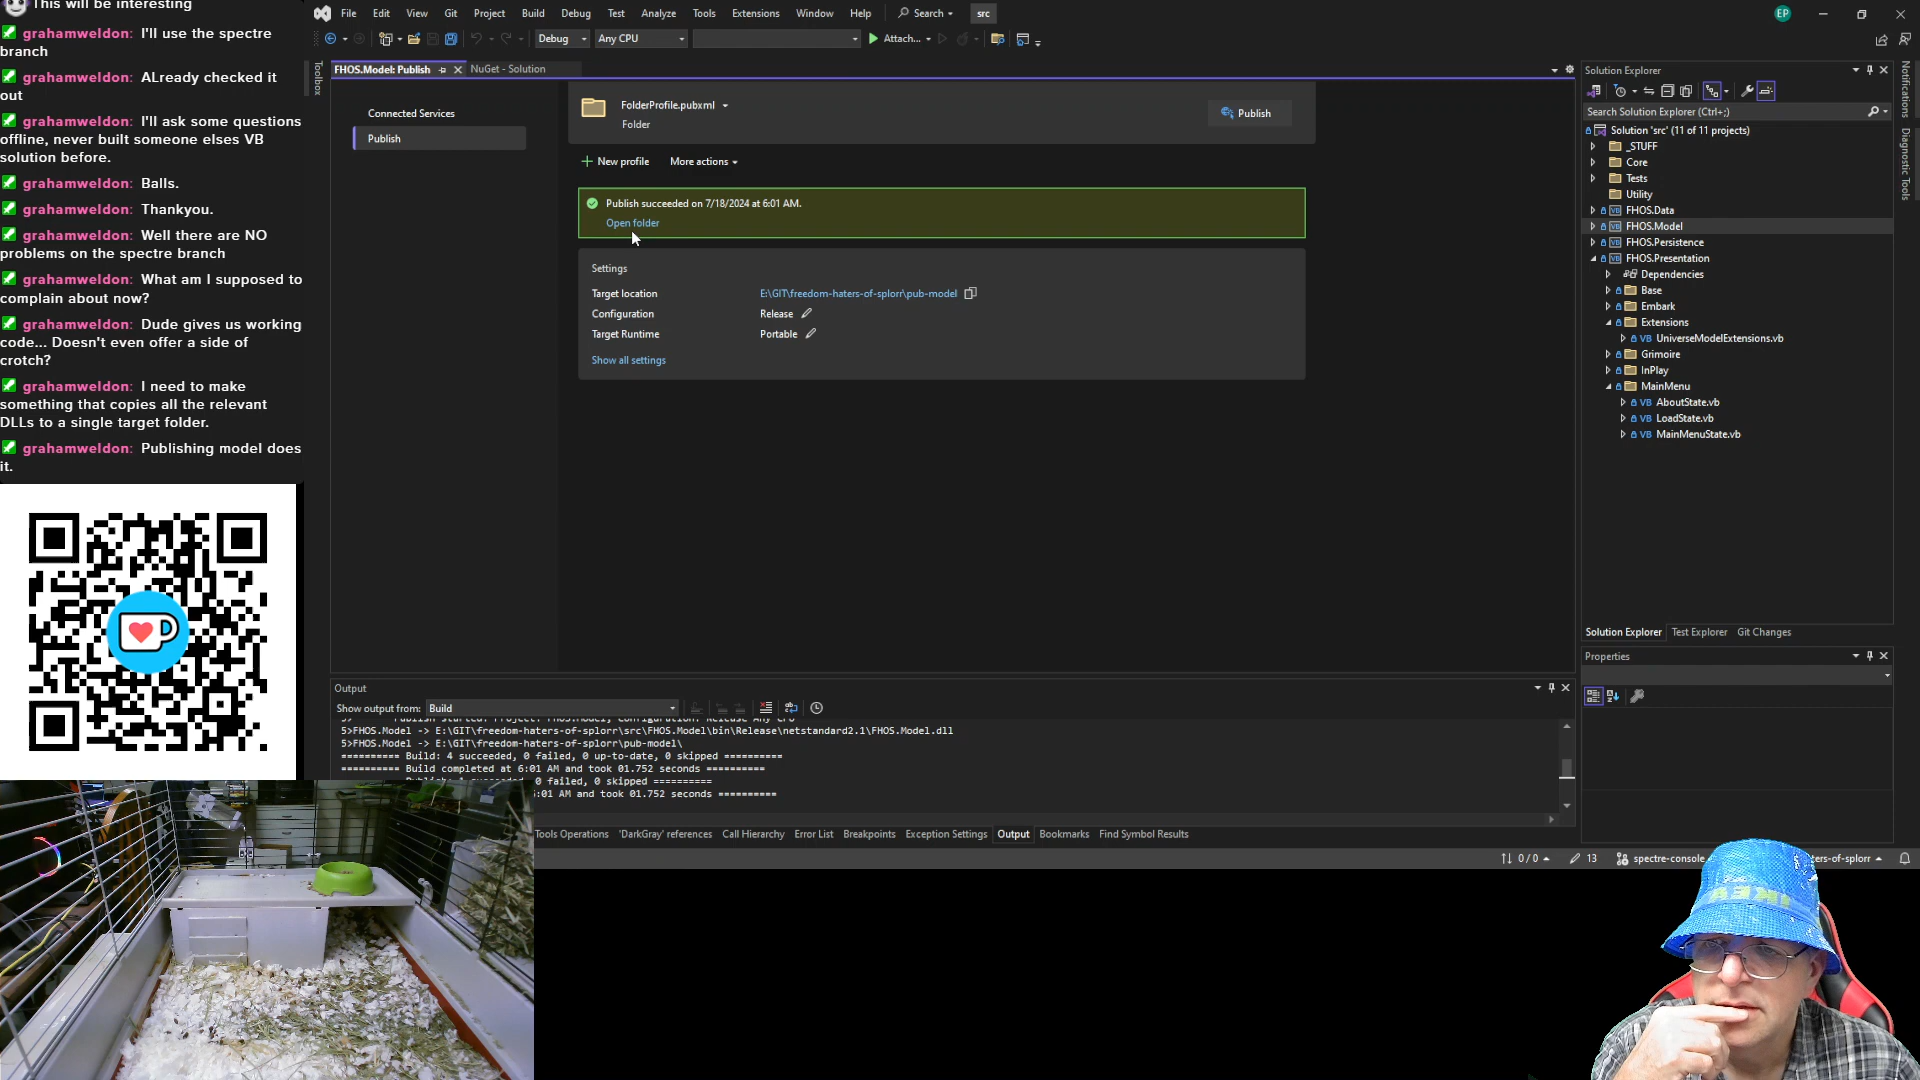 This will be interesting
grahamweldon: I'll use the spectre
branch
grahamweldon: ALready checked it
out
grahamweldon: I'll ask some questions
offline, never built someone elses VB
solution before.
grahamweldon: Balls.
grahamweldon: Thankyou.
grahamweldon: Well there are NO
problems on the spectre branch
grahamweldon: What am I supposed to
complain about now?
grahamweldon: Dude gives us working
code... Doesn't even offer a side of
crotch?
grahamweldon: I need to make
something that copies all the relevant
DLLs to a single target folder.
grahamweldon: Publishing model does
it.
File Edit View Git Project Build Debug Test Analyze Tools Extensions Window Help Search src EP
Debug Any CPU Attach...
Toolbox
FHOS.Model: Publish NuGet - Solution
Connected Services
Publish
FolderProfile.pubxml
Folder
Publish
New profile More actions
Publish succeeded on 7/18/2024 at 6:01 AM.
Open folder
Settings
Target location E:\GIT\freedom-haters-of-splorr\pub-model
Configuration Release
Target Runtime Portable
Show all settings
Solution Explorer
Search Solution Explorer (Ctrl+;)
Solution 'src' (11 of 11 projects)
_STUFF
Core
Tests
Utility
FHOS.Data
FHOS.Model
FHOS.Persistence
FHOS.Presentation
Dependencies
Base
Embark
Extensions
VB UniverseModelExtensions.vb
Grimoire
InPlay
MainMenu
VB AboutState.vb
VB LoadState.vb
VB MainMenuState.vb
Solution Explorer Test Explorer Git Changes
Properties
Notifications
Diagnostic Tools
Output
Show output from: Build
5>FHOS.Model -> E:\GIT\freedom-haters-of-splorr\src\FHOS.Model\bin\Release\netstandard2.1\FHOS.Model.dll
5>FHOS.Model -> E:\GIT\freedom-haters-of-splorr\pub-model\
========== Build: 4 succeeded, 0 failed, 0 up-to-date, 0 skipped ==========
========== Build completed at 6:01 AM and took 01.752 seconds ==========
0 failed, 0 skipped ==========
:01 AM and took 01.752 seconds ==========
Tools Operations 'DarkGray' references Call Hierarchy Error List Breakpoints Exception Settings Output Bookmarks Find Symbol Results
0 / 0 13 spectre-console ters-of-splorr
IKEA